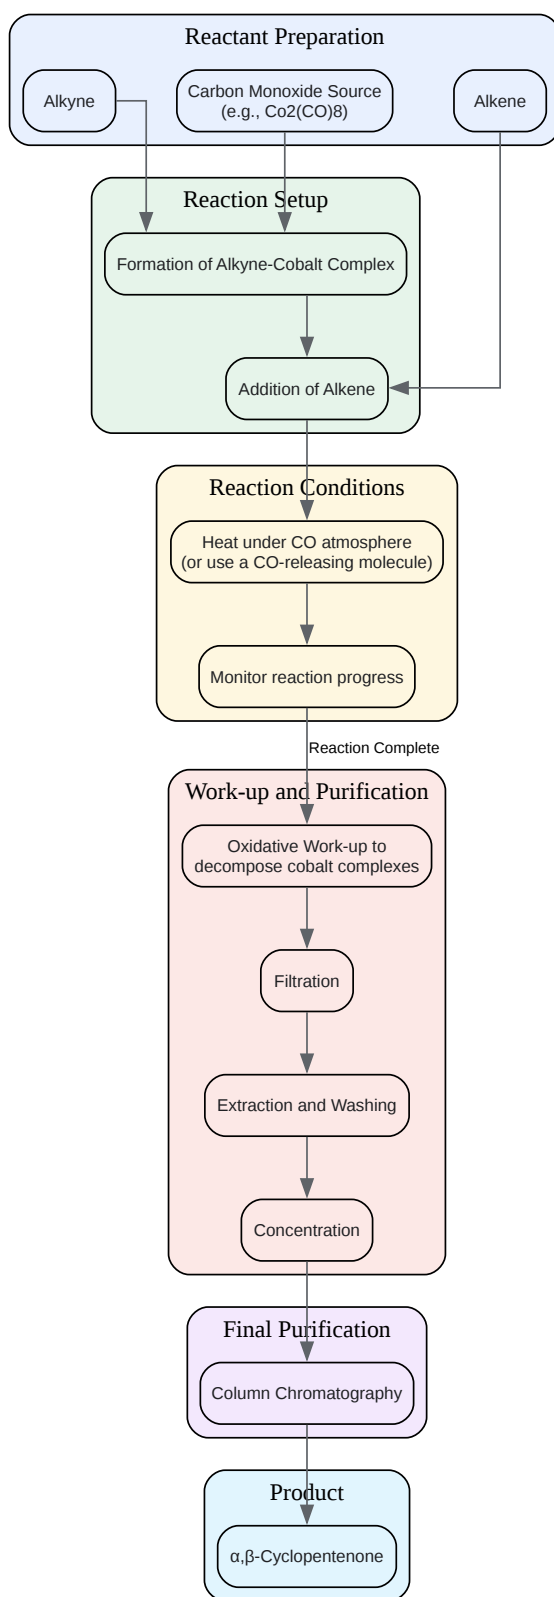 Reactant Preparation
Alkyne
Carbon Monoxide Source
(e.g., Co2(CO)8)
Alkene
Reaction Setup
Formation of Alkyne-Cobalt Complex
Addition of Alkene
Reaction Conditions
Heat under CO atmosphere
(or use a CO-releasing molecule)
Monitor reaction progress
Reaction Complete
Work-up and Purification
Oxidative Work-up to
decompose cobalt complexes
Filtration
Extraction and Washing
Concentration
Final Purification
Column Chromatography
Product
α,β-Cyclopentenone